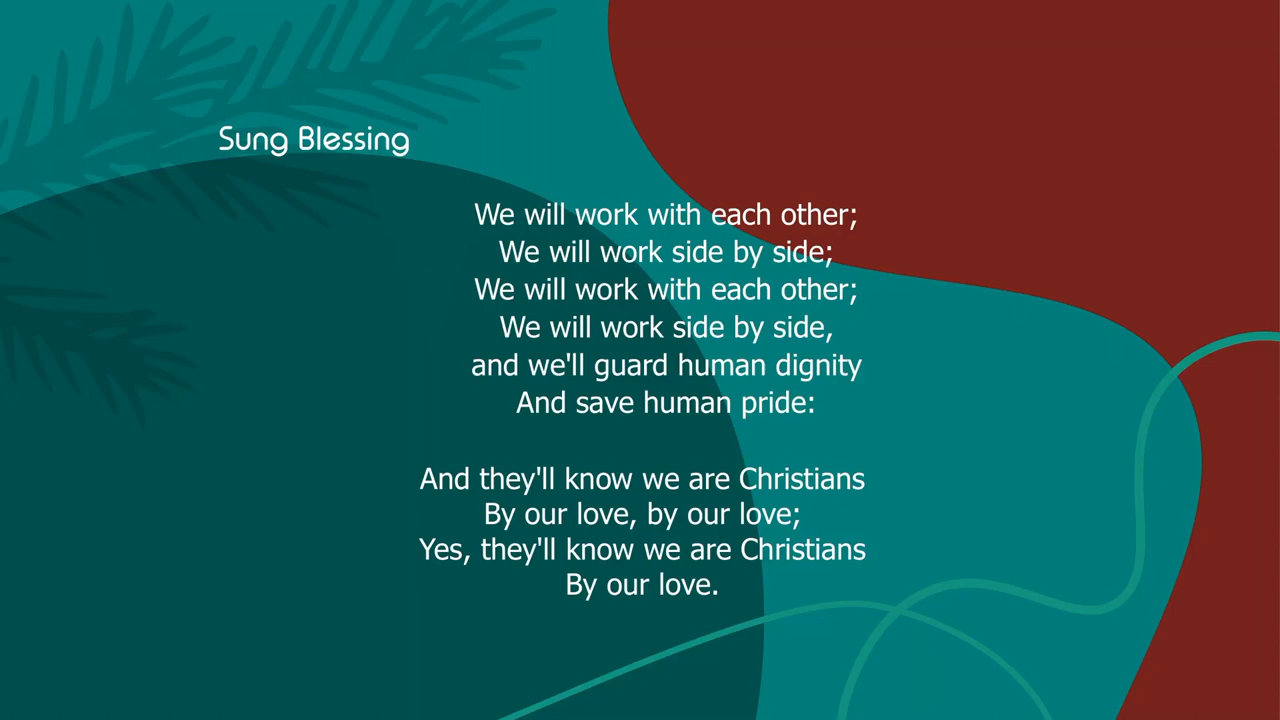 Sung Blessing
We will work with each other;
We will work side by side;
We will work with each other;
We will work side by side,
and we'll guard human dignity
And save human pride:
And they'll know we are Christians
By our love, by our love;
Yes, they'll know we are Christians
By our love.